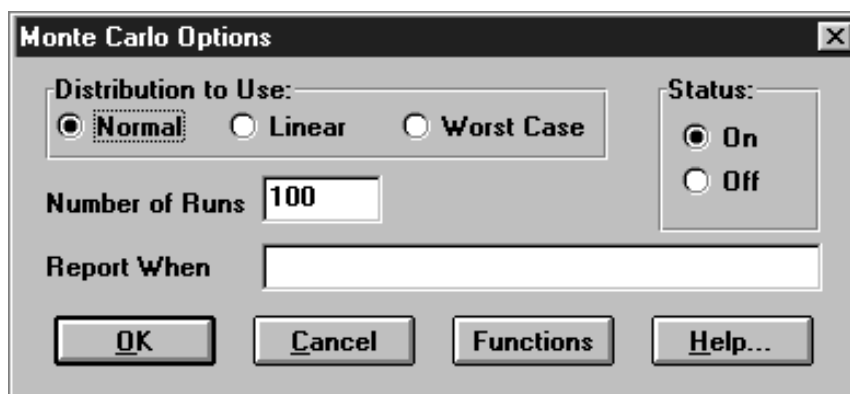 Monte Carlo Options
Distribution to Use:
Normal Linear Worst Case
Status:
On
Off
Number of Runs 100
Report When
OK Cancel Functions Help...